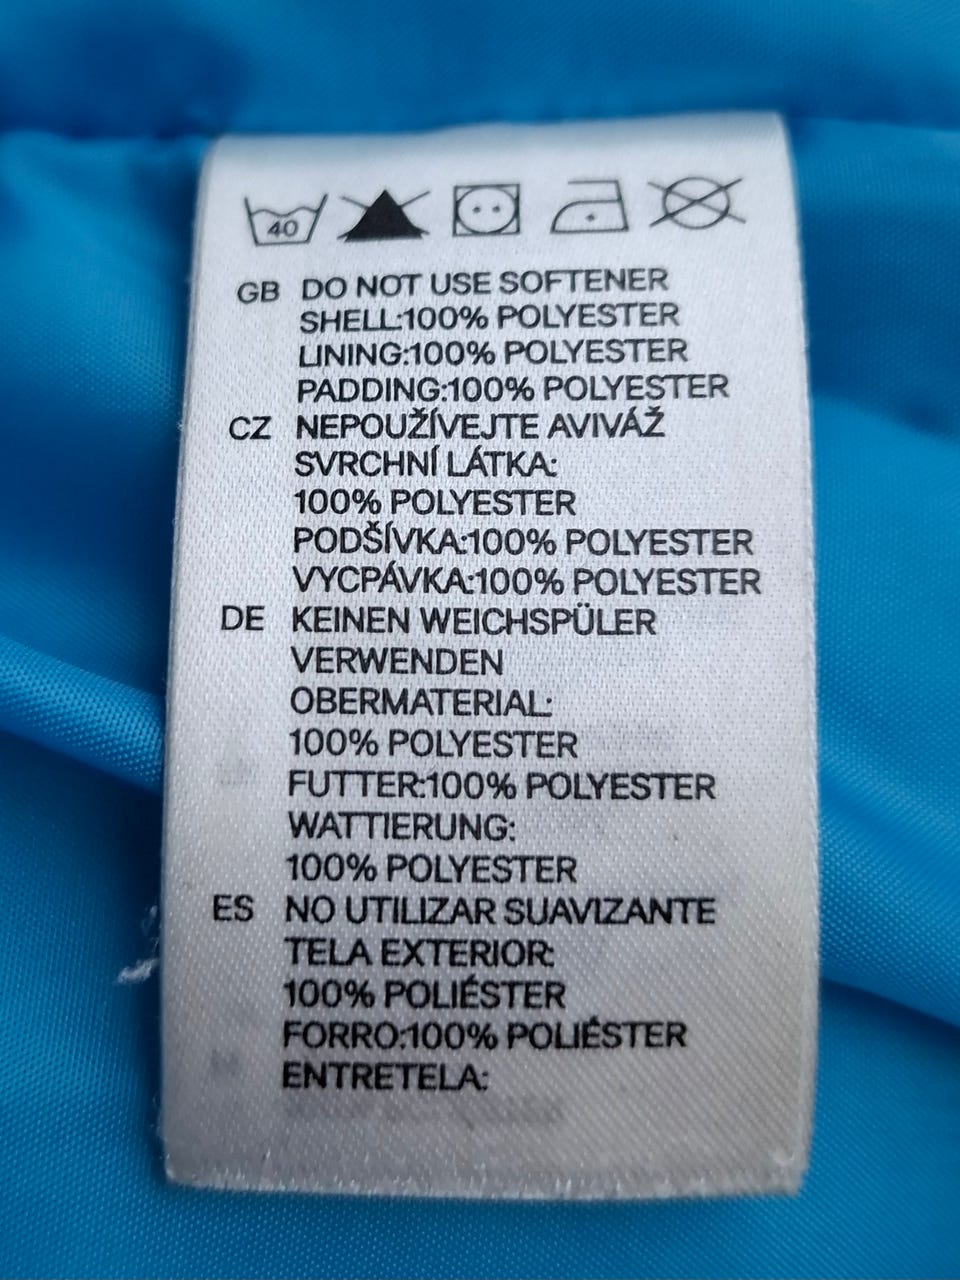 40
GB DO NOT USE SOFTENER
SHELL:100% POLYESTER
LINING:100% POLYESTER
PADDING:100% POLYESTER
CZ NEPOUŽÍVEJTE AVIVÁŽ
SVRCHNÍ LÁTKA:
100% POLYESTER
PODŠÍVKA:100% POLYESTER
VYCPÁVKA:100% POLYESTER
DE KEINEN WEICHSPÜLER
VERWENDEN
OBERMATERIAL:
100% POLYESTER
FUTTER:100% POLYESTER
WATTIERUNG:
100% POLYESTER
ES NO UTILIZAR SUAVIZANTE
TELA EXTERIOR:
100% POLIÉSTER
FORRO:100% POLIÉSTER
ENTRETELA: